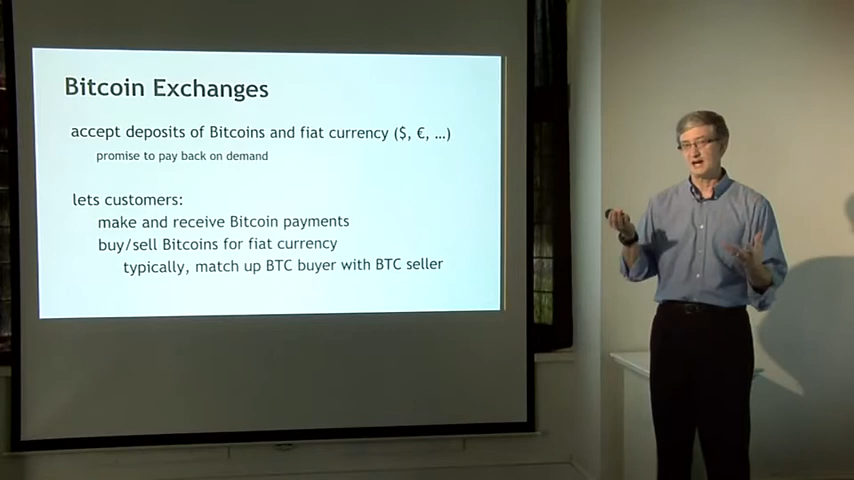 Bitcoin Exchanges
accept deposits of Bitcoins and fiat currency ($, €, …)
promise to pay back on demand
lets customers:
make and receive Bitcoin payments
buy/sell Bitcoins for fiat currency
typically, match up BTC buyer with BTC seller